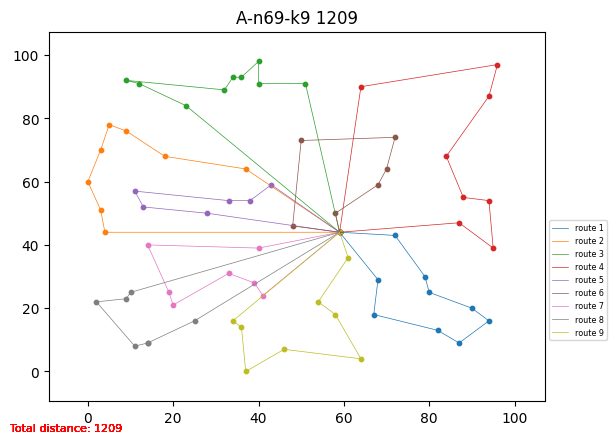 A-n69-k9 1209
100
80
60
40
20
0
0 20 40 60 80 100
route 1
route 2
route 3
route 4
route 5
route 6
route 7
route 8
route 9
Total distance: 1209